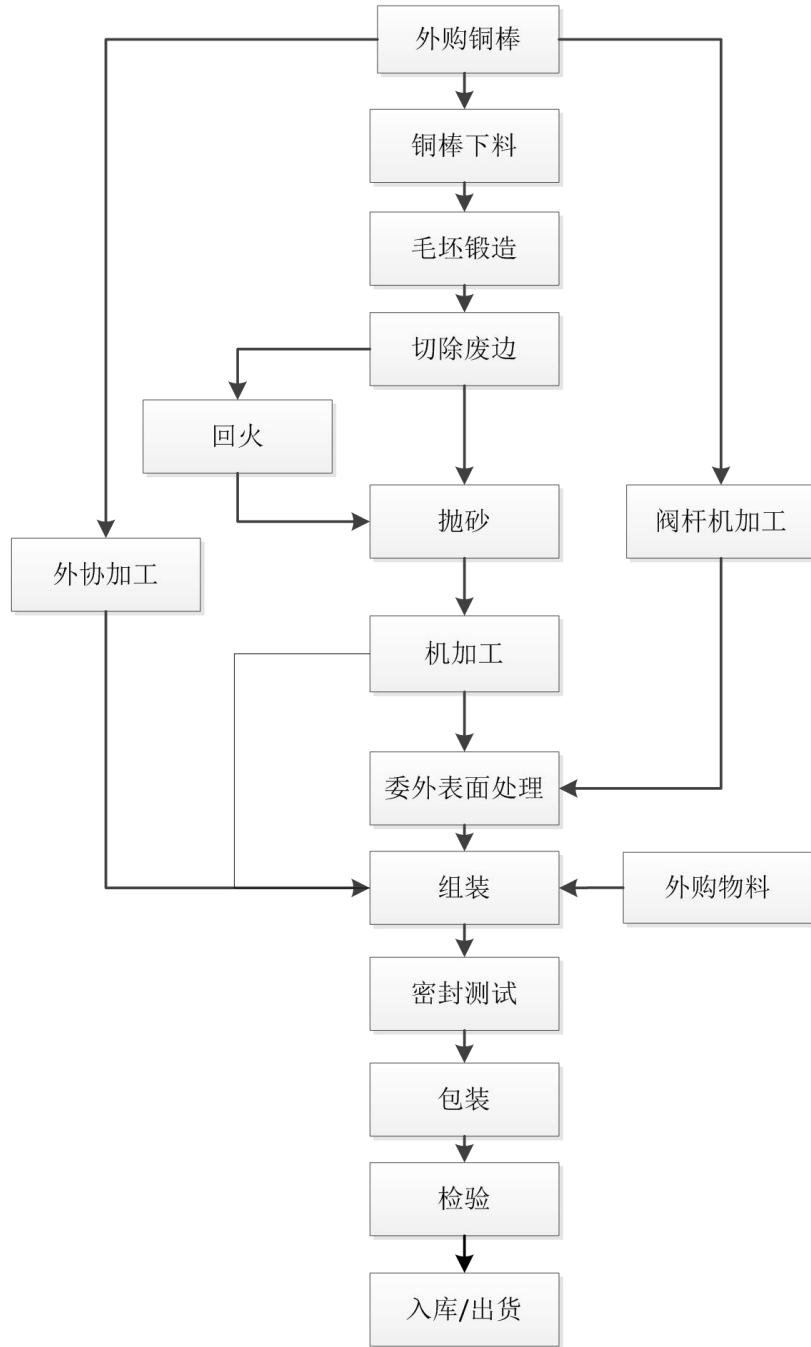 外购铜棒
铜棒下料
毛坯锻造
切除废边
回火
抛砂
阀杆机加工
外协加工
机加工
委外表面处理
组装
外购物料
密封测试
包装
检验
入库/出货